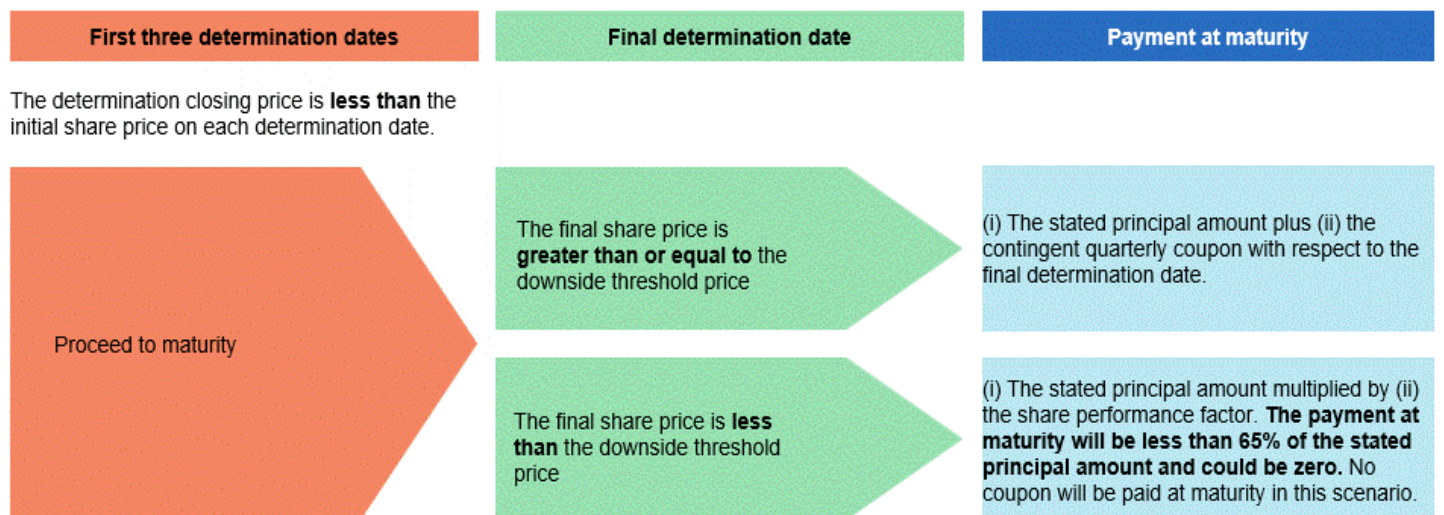 First three determination dates
Final determination date
Payment at maturity
The determination closing price is less than the
initial share price on each determination date.
Proceed to maturity
The final share price is
greater than or equal to the
downside threshold price
(i) The stated principal amount plus (ii) the
contingent quarterly coupon with respect to the
final determination date.
The final share price is less
than the downside threshold
price
(i) The stated principal amount multiplied by (ii)
the share performance factor. The payment at
maturity will be less than 65% of the stated
principal amount and could be zero. No
coupon will be paid at maturity in this scenario.